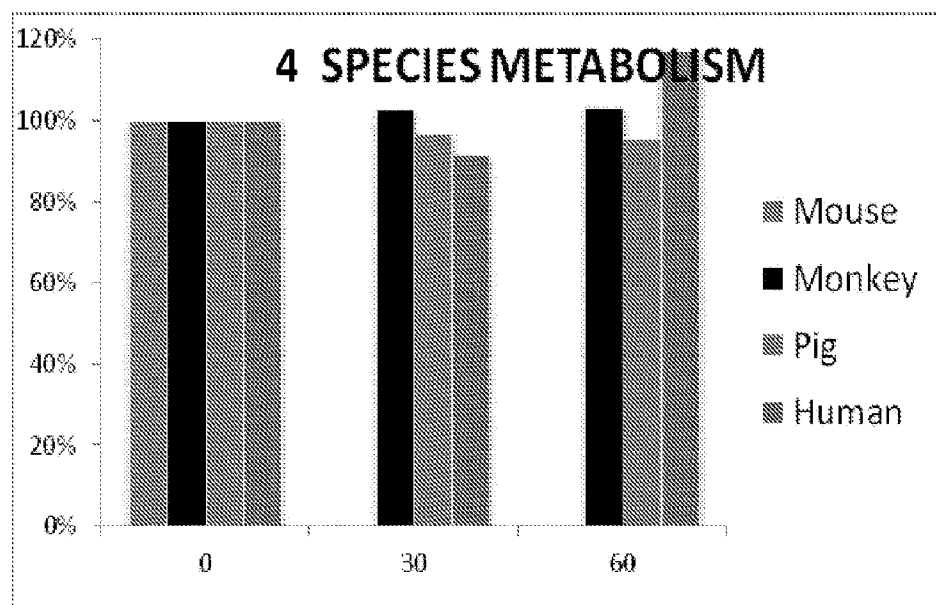 4 SPECIES METABOLISM
120%
100%
80%
60%
40%
20%
0%
0 30 60
Mouse
Monkey
Pig
Human